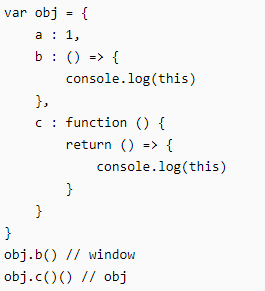 var obj = {
    a : 1,
    b : () => {
        console.log(this)
    },
    c : function () {
        return () => {
            console.log(this)
        }
    }
}
obj.b() // window
obj.c()() // obj